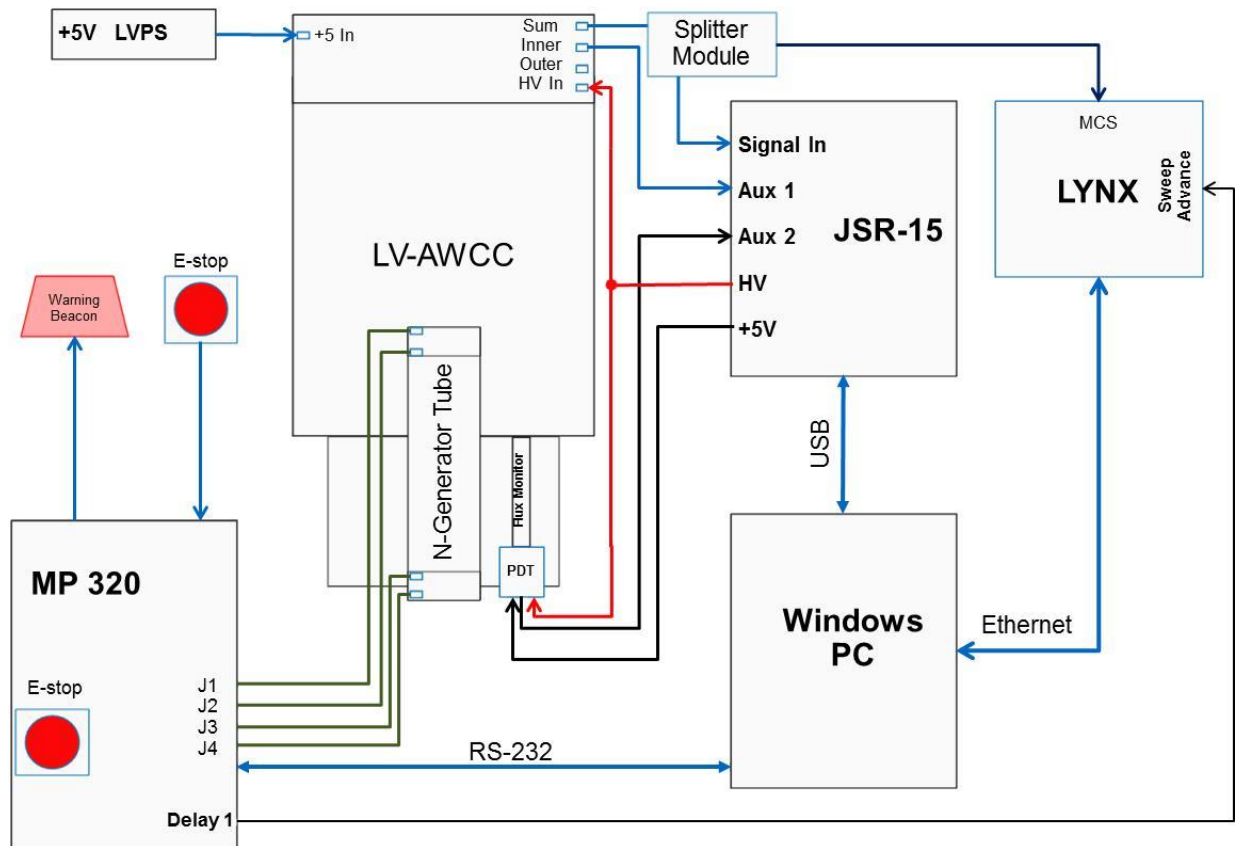 +5V LVPS
+5 In
Sum
Inner
Outer
HV In
Splitter
Module
MCS
LYNX
Sweep
Advance
Signal In
Aux 1
Aux 2
HV
+5V
JSR-15
LV-AWCC
E-stop
Warning
Beacon
N-Generator Tube
Flux Monitor
PDT
USB
MP 320
Windows
PC
Ethernet
E-stop
J1
J2
J3
J4
RS-232
Delay 1